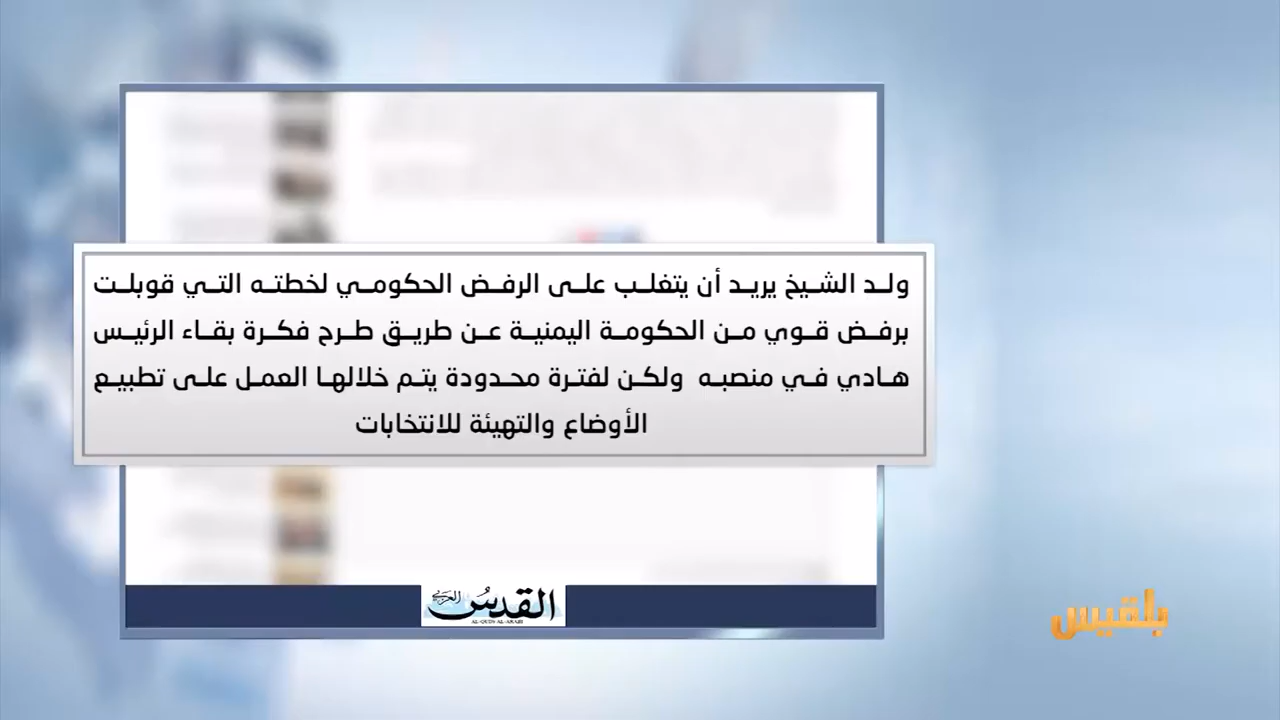 ولد الشيخ يريد أن يتغلب على الرفض الحكومي لخطته التي قوبلت
برفض قوي من الحكومة اليمنية عن طريق طرح فكرة بقاء الرئيس
هادي في منصبه ولكن لفترة محدودة يتم خلالها العمل على تطبيع
الأوضاع والتهيئة للانتخابات
القدس العربي
AL-QUDS AL-ARABI
بلقيس